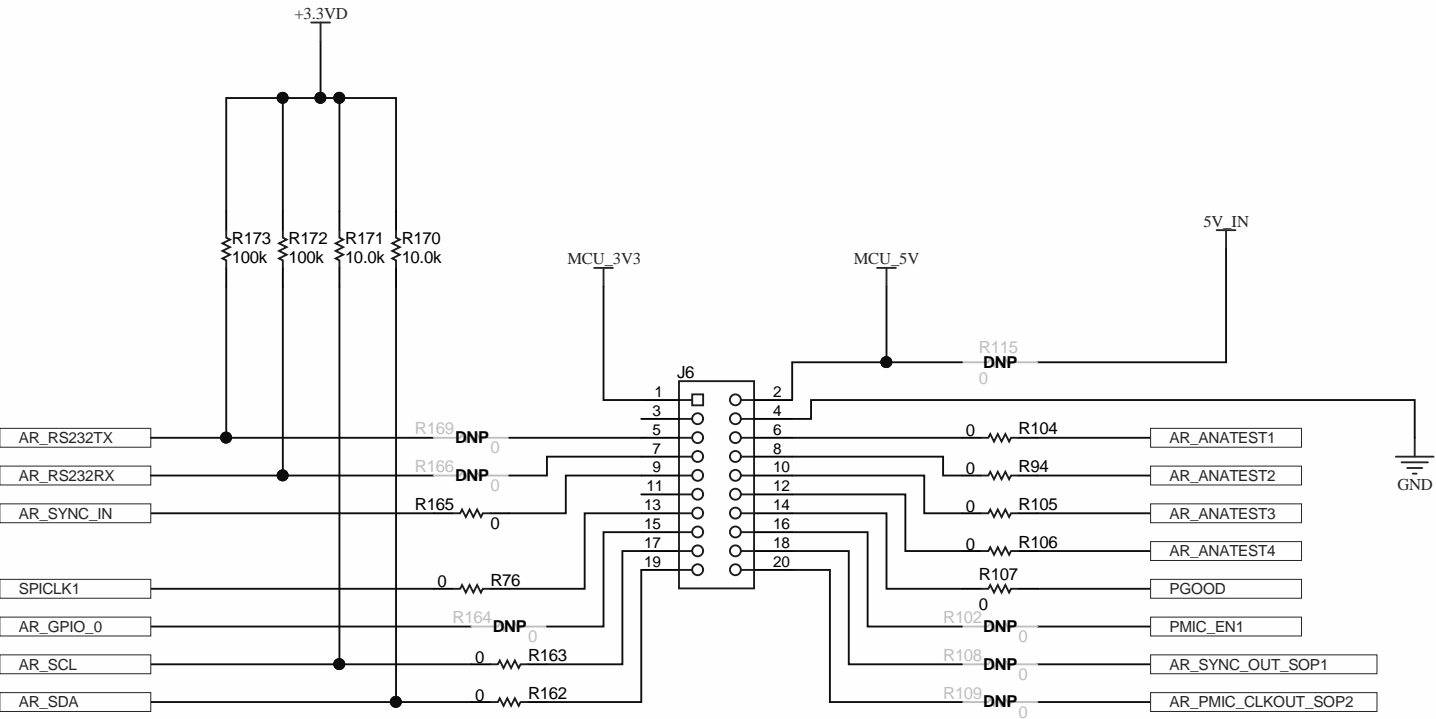 +3.3VD
R173
100k
R172
100k
R171
10.0k
R170
10.0k
MCU_3V3
MCU_5V
5V_IN
R115
DNP
0
J6
1
2
3
4
5
6
7
8
9
10
11
12
13
14
15
16
17
18
19
20
GND
AR_RS232TX
R169
DNP
0
AR_RS232RX
R166
DNP
0
AR_SYNC_IN
R165
0
SPICLK1
0
R76
AR_GPIO_0
R164
DNP
0
AR_SCL
0
R163
AR_SDA
0
R162
0
R104
AR_ANATEST1
0
R94
AR_ANATEST2
0
R105
AR_ANATEST3
0
R106
AR_ANATEST4
R107
0
PGOOD
R102
DNP
0
PMIC_EN1
R108
DNP
0
AR_SYNC_OUT_SOP1
R109
DNP
0
AR_PMIC_CLKOUT_SOP2